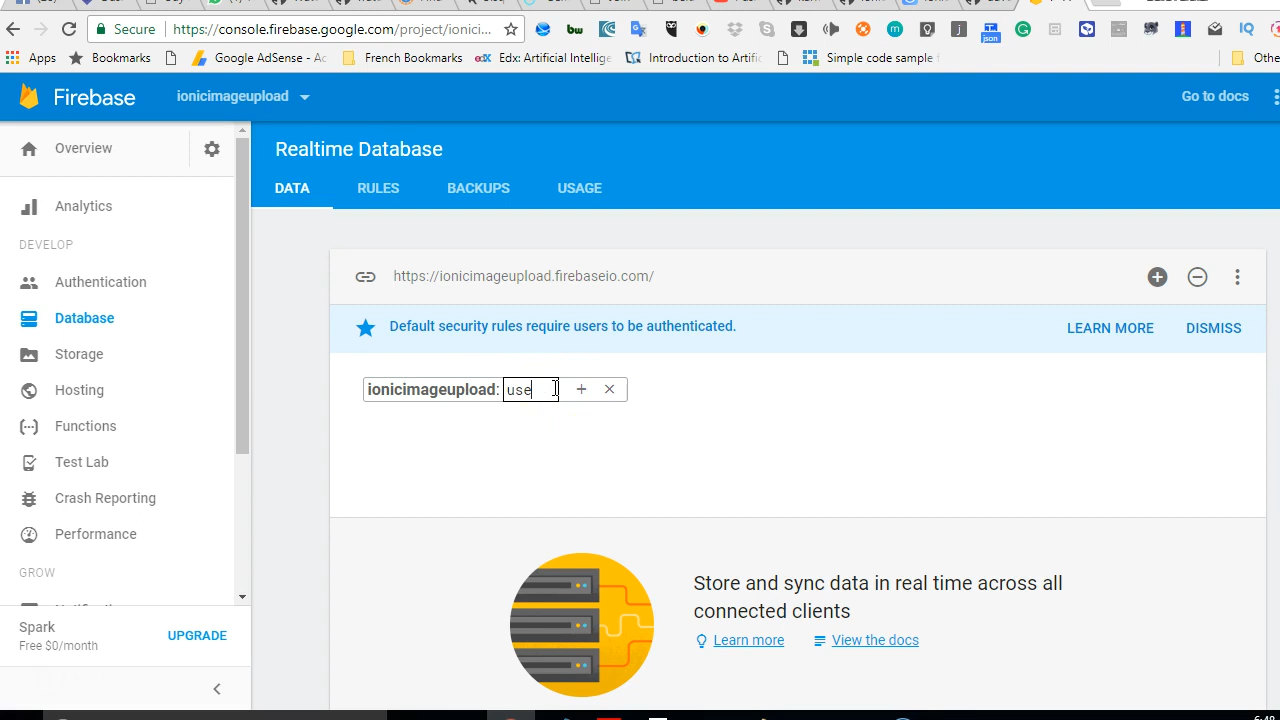 Secure https://console.firebase.google.com/project/ionici...
Apps Bookmarks Google AdSense - Ac French Bookmarks edX Edx: Artificial Intellige Introduction to Artific Simple code sample f Othe
Firebase ionicimageupload Go to docs
Overview
Analytics
DEVELOP
Authentication
Database
Storage
Hosting
Functions
Test Lab
Crash Reporting
Performance
GROW
Spark
Free $0/month
UPGRADE
Realtime Database
DATA RULES BACKUPS USAGE
https://ionicimageupload.firebaseio.com/
Default security rules require users to be authenticated. LEARN MORE DISMISS
ionicimageupload: use
Store and sync data in real time across all
connected clients
Learn more View the docs